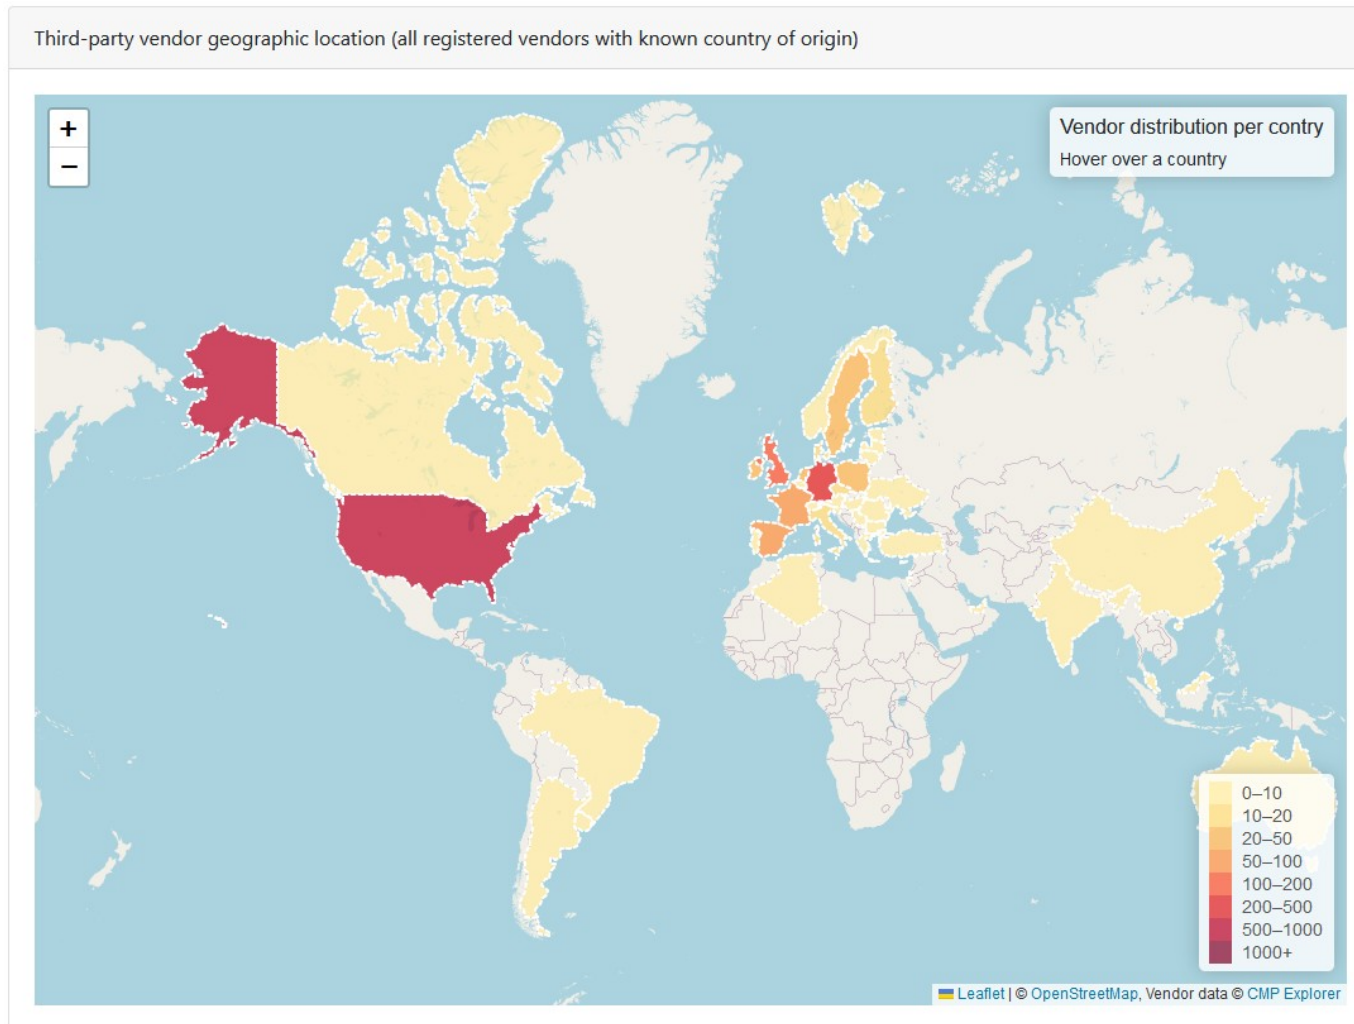 Third-party vendor geographic location (all registered vendors with known country of origin)
+
−
Vendor distribution per contry
Hover over a country
0–10
10–20
20–50
50–100
100–200
200–500
500–1000
1000+
Leaflet | © OpenStreetMap, Vendor data © CMP Explorer